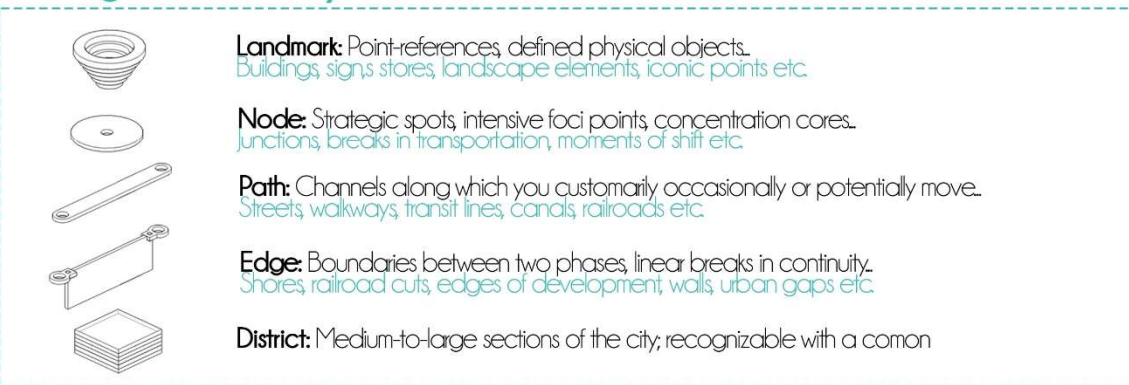 Landmark: Point-references, defined physical objects...
Buildings, sign,s stores, landscape elements, iconic points etc.
Node: Strategic spots, intensive foci points, concentration cores...
Junctions, breaks in transportation, moments of shift etc.
Path: Channels along which you customarily occasionally or potentially move...
Streets, walkways, transit lines, canals, railroads etc.
Edge: Boundaries between two phases, linear breaks in continuity...
Shores, railroad cuts, edges of development, walls, urban gaps etc.
District: Medium-to-large sections of the city; recognizable with a comon